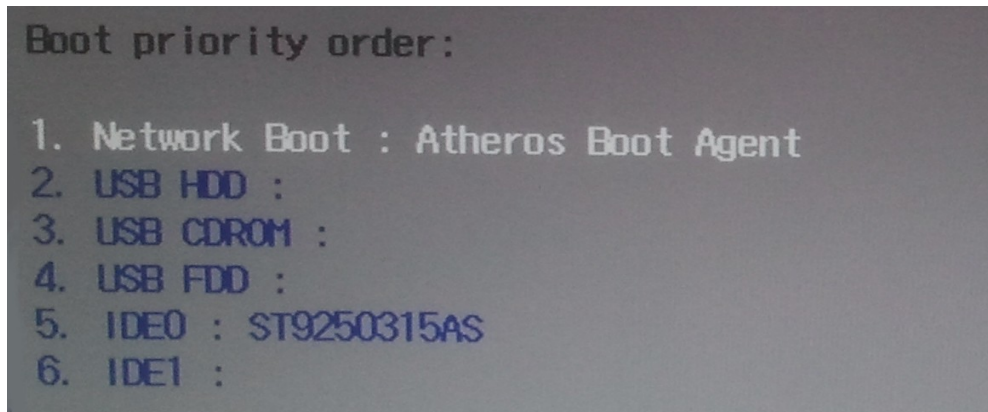 Boot priority order:
1. Network Boot : Atheros Boot Agent
2. USB HDD :
3. USB CDROM :
4. USB FDD :
5. IDE0 : ST9250315AS
6. IDE1 :